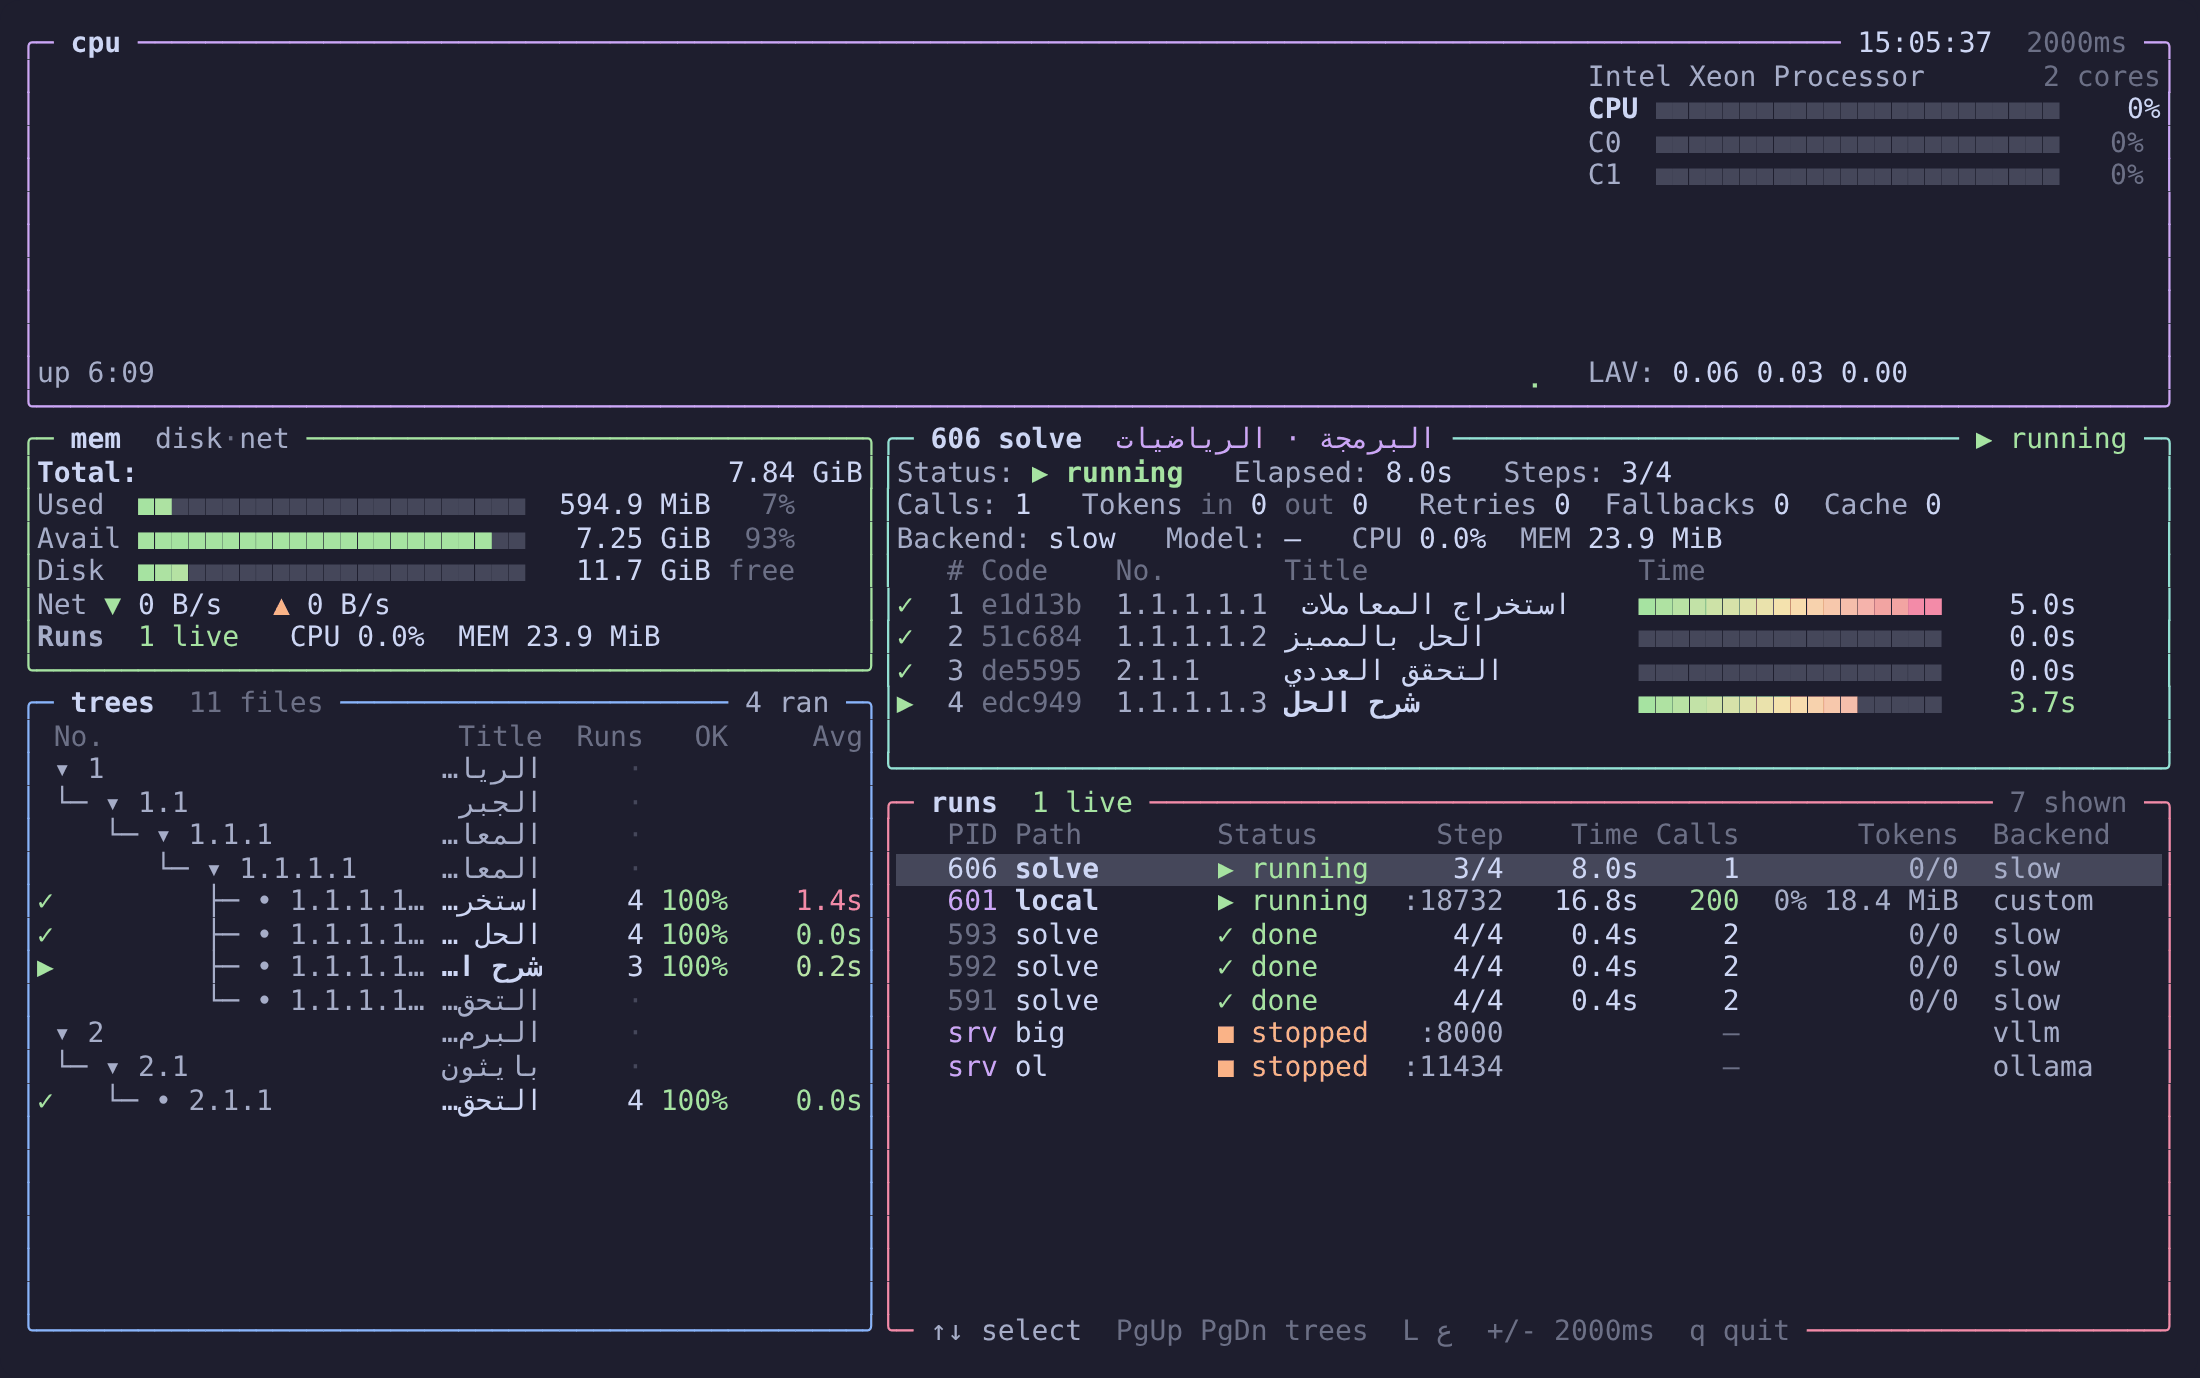 cpu 15:05:37 2000ms
Intel Xeon Processor 2 cores
CPU 0%
C0 0%
C1 0%
up 6:09 LAV: 0.06 0.03 0.00
mem disk·net
Total: 7.84 GiB
Used 594.9 MiB 7%
Avail 7.25 GiB 93%
Disk 11.7 GiB free
Net ▼ 0 B/s ▲ 0 B/s
Runs 1 live CPU 0.0% MEM 23.9 MiB
trees 11 files 4 ran
No. Title Runs OK Avg
▾ 1 الريا… ·
└─ ▾ 1.1 الجبر ·
└─ ▾ 1.1.1 المعا… ·
└─ ▾ 1.1.1.1 المعا… ·
✓ ├─ • 1.1.1.1… استخر… 4 100% 1.4s
✓ ├─ • 1.1.1.1… الحل … 4 100% 0.0s
▶ ├─ • 1.1.1.1… شرح ا… 3 100% 0.2s
└─ • 1.1.1.1… التحق… ·
▾ 2 البرم… ·
└─ ▾ 2.1 بايثون ·
✓ └─ • 2.1.1 التحق… 4 100% 0.0s
606 solve البرمجة · الرياضيات ▶ running
Status: ▶ running Elapsed: 8.0s Steps: 3/4
Calls: 1 Tokens in 0 out 0 Retries 0 Fallbacks 0 Cache 0
Backend: slow Model: — CPU 0.0% MEM 23.9 MiB
# Code No. Title Time
✓ 1 e1d13b 1.1.1.1.1 استخراج المعاملات 5.0s
✓ 2 51c684 1.1.1.1.2 الحل بالمميز 0.0s
✓ 3 de5595 2.1.1 التحقق العددي 0.0s
▶ 4 edc949 1.1.1.1.3 شرح الحل 3.7s
runs 1 live 7 shown
PID Path Status Step Time Calls Tokens Backend
606 solve ▶ running 3/4 8.0s 1 0/0 slow
601 local ▶ running :18732 16.8s 200 0% 18.4 MiB custom
593 solve ✓ done 4/4 0.4s 2 0/0 slow
592 solve ✓ done 4/4 0.4s 2 0/0 slow
591 solve ✓ done 4/4 0.4s 2 0/0 slow
srv big ■ stopped :8000 — vllm
srv ol ■ stopped :11434 — ollama
↑↓ select PgUp PgDn trees L ع +/- 2000ms q quit